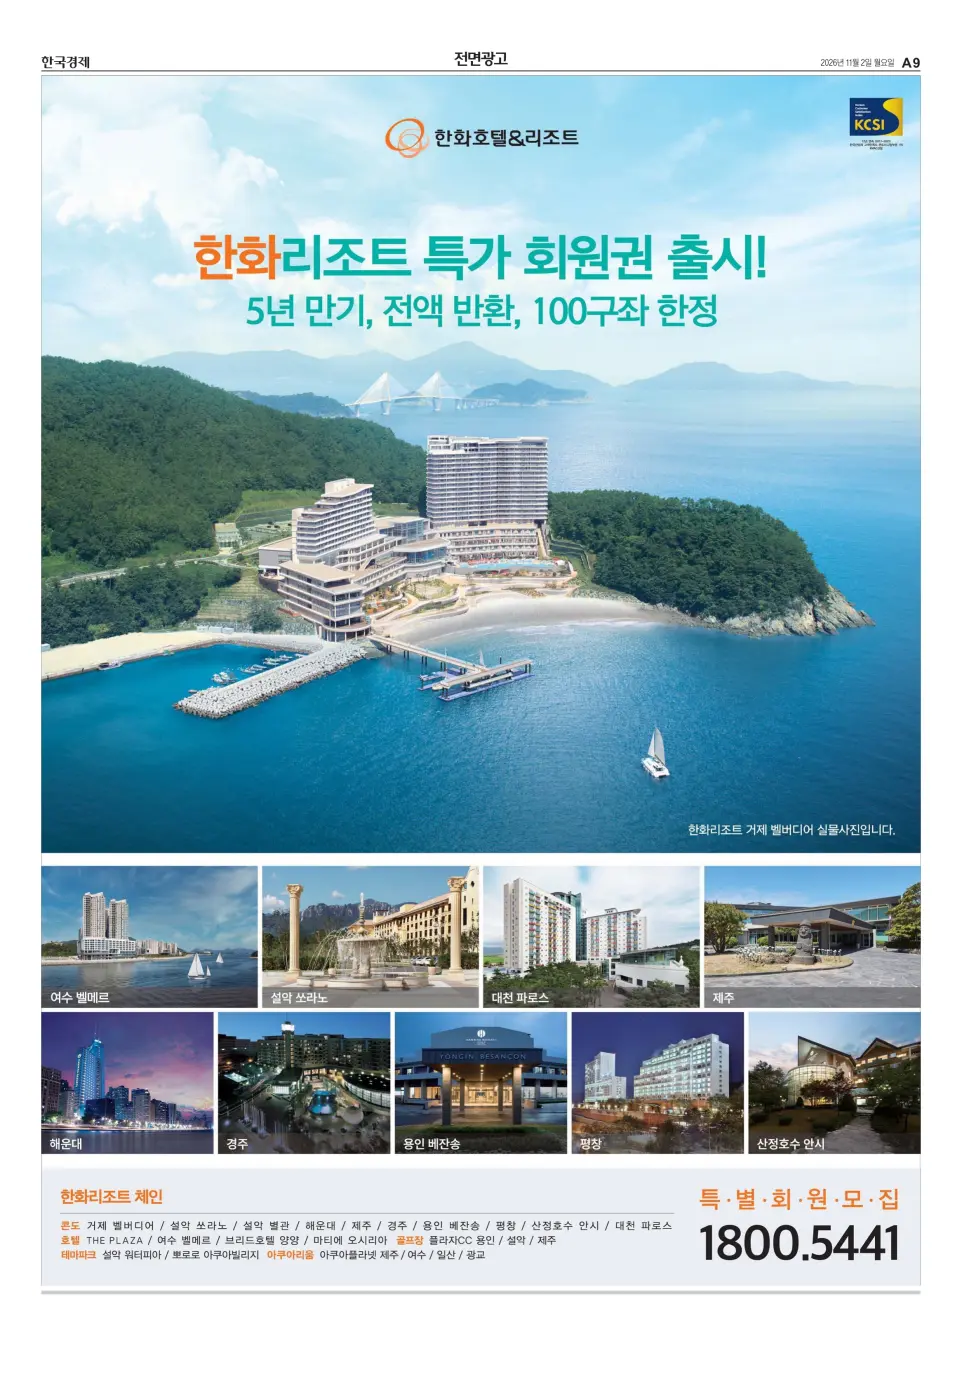 한국경제
전면광고
2026년 11월 2일 월요일 A9
한화호텔&리조트
KCSI
한화리조트 특가 회원권 출시!
5년 만기, 전액 반환, 100구좌 한정
한화리조트 거제 벨버디어 실물사진입니다.
여수 벨메르
설악 쏘라노
대천 파로스
제주
YONGIN BESANÇON
해운대
경주
용인 베잔송
평창
산정호수 안시
한화리조트 체인
특·별·회·원·모·집
콘도 거제 벨버디어 / 설악 쏘라노 / 설악 별관 / 해운대 / 제주 / 경주 / 용인 베잔송 / 평창 / 산정호수 안시 / 대천 파로스
호텔 THE PLAZA / 여수 벨메르 / 브리드호텔 양양 / 마티에 오시리아 골프장 플라자CC 용인 / 설악 / 제주
테마파크 설악 워터피아 / 뽀로로 아쿠아빌리지 아쿠아리움 아쿠아플라넷 제주 / 여수 / 일산 / 광교
1800.5441